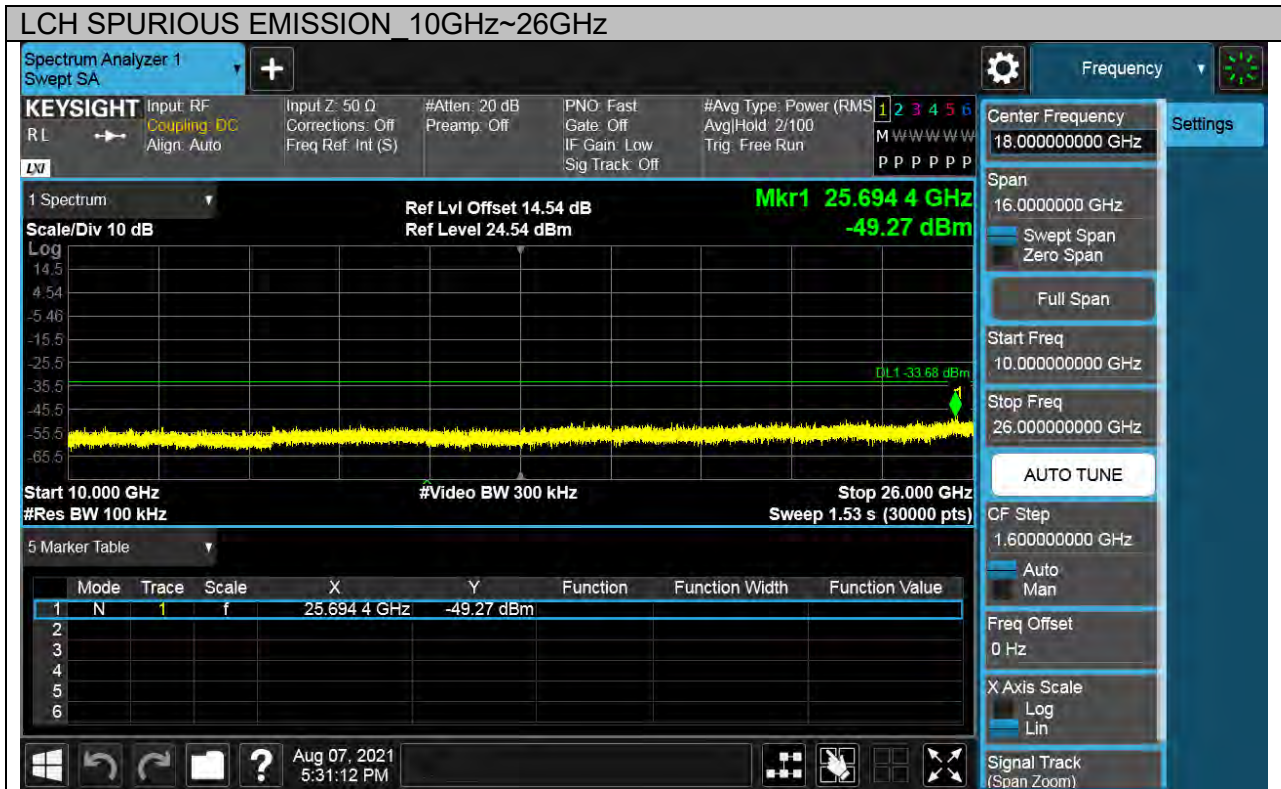 LCH SPURIOUS EMISSION_10GHz~26GHz
Spectrum Analyzer 1
Swept SA
+
Frequency
KEYSIGHT
RL
LXI
Input: RF
Coupling: DC
Align: Auto
Input Z: 50 Ω
Corrections: Off
Freq Ref: Int (S)
#Atten: 20 dB
Preamp: Off
PNO: Fast
Gate: Off
IF Gain: Low
Sig Track: Off
#Avg Type: Power (RMS
Avg|Hold: 2/100
Trig: Free Run
1 2 3 4 5 6
M W W W W W
P P P P P P
1 Spectrum
Scale/Div 10 dB
Ref Lvl Offset 14.54 dB
Ref Level 24.54 dBm
Mkr1 25.694 4 GHz
-49.27 dBm
Log
14.5
4.54
-5.46
-15.5
-25.5
-35.5
-45.5
-55.5
-65.5
DL1 -33.68 dBm
1
Start 10.000 GHz
#Res BW 100 kHz
#Video BW 300 kHz
Stop 26.000 GHz
Sweep 1.53 s (30000 pts)
5 Marker Table
Mode Trace Scale X Y Function Function Width Function Value
1 N 1 f 25.694 4 GHz -49.27 dBm
2
3
4
5
6
?
Aug 07, 2021
5:31:12 PM
Center Frequency
18.000000000 GHz
Settings
Span
16.0000000 GHz
Swept Span
Zero Span
Full Span
Start Freq
10.000000000 GHz
Stop Freq
26.000000000 GHz
AUTO TUNE
CF Step
1.600000000 GHz
Auto
Man
Freq Offset
0 Hz
X Axis Scale
Log
Lin
Signal Track
(Span Zoom)